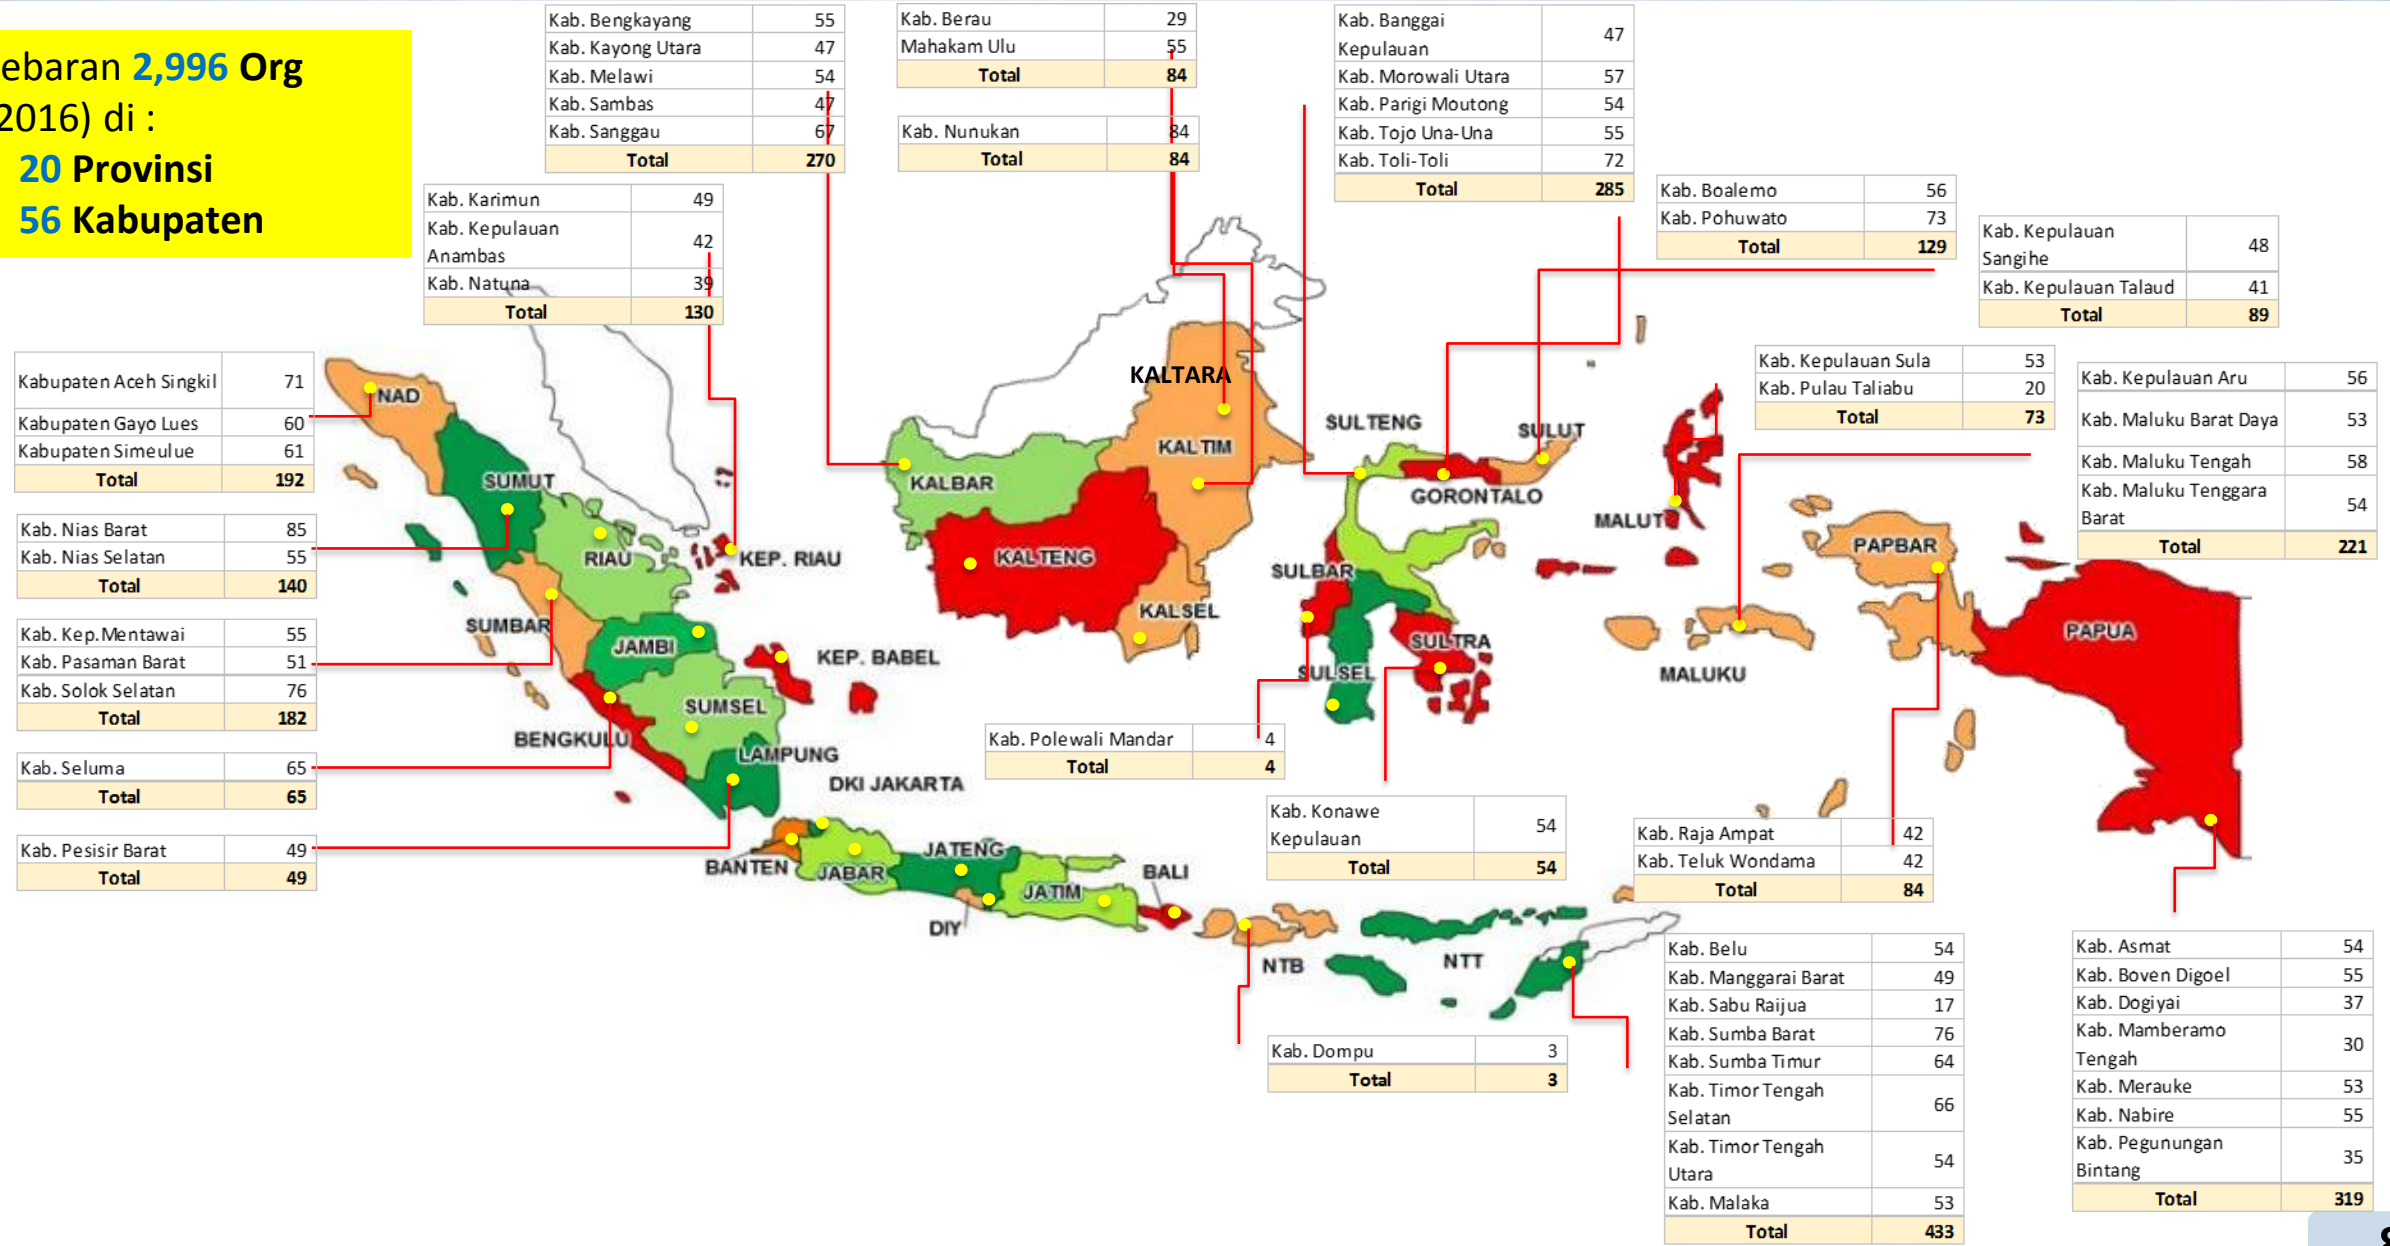 ebaran 2,996 Org
2016) di :
20 Provinsi
56 Kabupaten
Kab. Bengkayang 55
Kab. Kayong Utara 47
Kab. Melawi 54
Kab. Sambas 47
Kab. Sanggau 67
Total 270
Kab. Berau 29
Mahakam Ulu 55
Total 84
Kab. Nunukan 84
Total 84
Kab. Banggai
Kepulauan 47
Kab. Morowali Utara 57
Kab. Parigi Moutong 54
Kab. Tojo Una-Una 55
Kab. Toli-Toli 72
Total 285
Kab. Boalemo 56
Kab. Pohuwato 73
Total 129
Kab. Kepulauan
Sangihe 48
Kab. Kepulauan Talaud 41
Total 89
Kab. Karimun 49
Kab. Kepulauan
Anambas 42
Kab. Natuna 39
Total 130
Kabupaten Aceh Singkil 71
Kabupaten Gayo Lues 60
Kabupaten Simeulue 61
Total 192
Kab. Nias Barat 85
Kab. Nias Selatan 55
Total 140
Kab. Kep.Mentawai 55
Kab. Pasaman Barat 51
Kab. Solok Selatan 76
Total 182
Kab. Seluma 65
Total 65
Kab. Pesisir Barat 49
Total 49
Kab. Kepulauan Sula 53
Kab. Pulau Taliabu 20
Total 73
Kab. Kepulauan Aru 56
Kab. Maluku Barat Daya 53
Kab. Maluku Tengah 58
Kab. Maluku Tenggara
Barat 54
Total 221
NAD
SUMUT
RIAU
KEP. RIAU
SUMBAR
JAMBI
KEP. BABEL
SUMSEL
BENGKULU
LAMPUNG
DKI JAKARTA
BANTEN
JABAR
JATENG
DIY
JATIM
BALI
NTB
NTT
KALTARA
KALTIM
KALBAR
KALTENG
KALSEL
SULTENG
SULUT
GORONTALO
SULBAR
SULTRA
SULSEL
MALUT
MALUKU
PAPBAR
PAPUA
Kab. Polewali Mandar 4
Total 4
Kab. Konawe
Kepulauan 54
Total 54
Kab. Raja Ampat 42
Kab. Teluk Wondama 42
Total 84
Kab. Dompu 3
Total 3
Kab. Belu 54
Kab. Manggarai Barat 49
Kab. Sabu Raijua 17
Kab. Sumba Barat 76
Kab. Sumba Timur 64
Kab. Timor Tengah
Selatan 66
Kab. Timor Tengah
Utara 54
Kab. Malaka 53
Total 433
Kab. Asmat 54
Kab. Boven Digoel 55
Kab. Dogiyai 37
Kab. Mamberamo
Tengah 30
Kab. Merauke 53
Kab. Nabire 55
Kab. Pegunungan
Bintang 35
Total 319